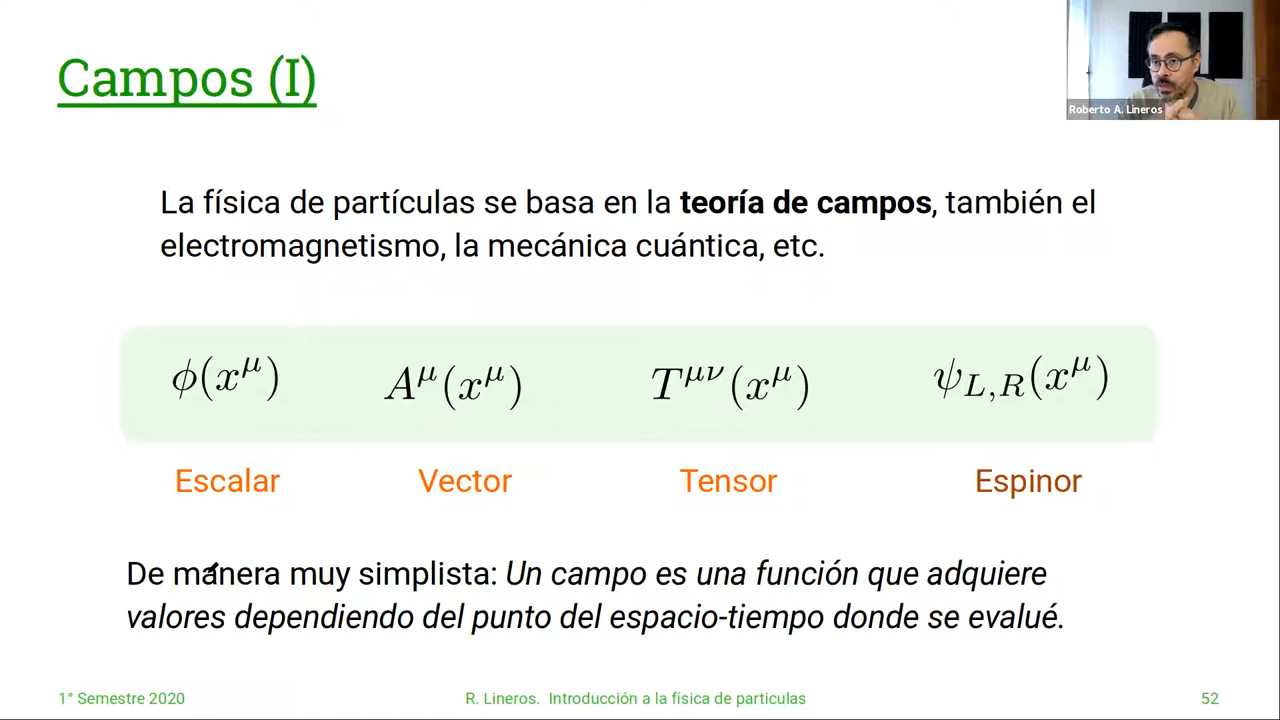 Campos (I)
Roberto A. Lineros
La física de partículas se basa en la teoría de campos, también el
electromagnetismo, la mecánica cuántica, etc.
ϕ(x^μ) A^μ(x^μ) T^{μν}(x^μ) ψ_{L,R}(x^μ)
Escalar Vector Tensor Espinor
De manera muy simplista: Un campo es una función que adquiere
valores dependiendo del punto del espacio-tiempo donde se evalué.
1° Semestre 2020 R. Lineros. Introducción a la física de particulas 52